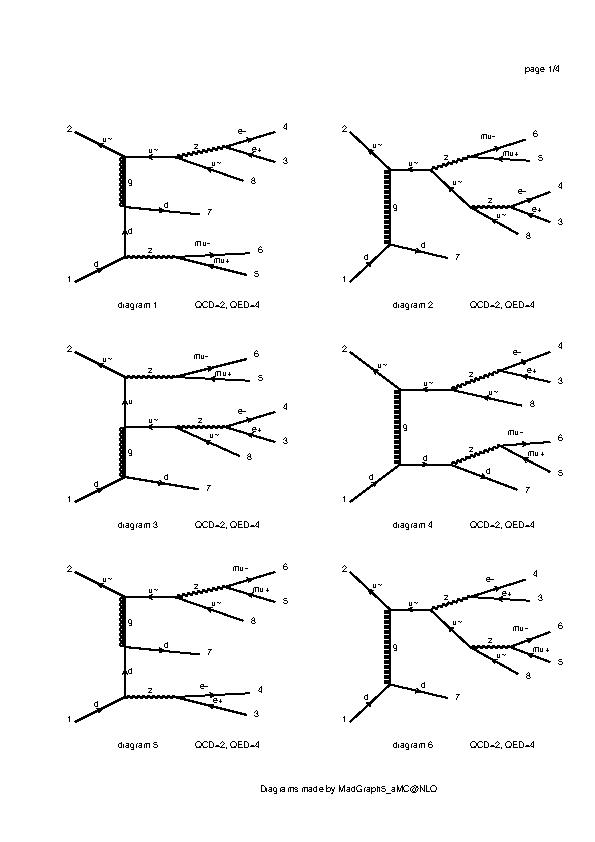 page 1/4
2 u~ u~ z e- 4
e+ 3
u~ 8
g
d 7
d
d z mu- 6
mu+ 5
1
diagram 1 QCD=2, QED=4
2 u~ u~ z mu- 6
mu+ 5
u~ z e- 4
e+ 3
u~ 8
g
d d 7
1
diagram 2 QCD=2, QED=4
2 u~ z mu- 6
mu+ 5
u
u~ z e- 4
e+ 3
u~ 8
g
d d 7
1
diagram 3 QCD=2, QED=4
2 u~ u~ z e- 4
e+ 3
u~ 8
g
d d z mu- 6
mu+ 5
d 7
1
diagram 4 QCD=2, QED=4
2 u~ u~ z mu- 6
mu+ 5
u~ 8
g
d 7
d
d z e- 4
e+ 3
1
diagram 5 QCD=2, QED=4
2 u~ u~ z e- 4
e+ 3
u~ z mu- 6
mu+ 5
u~ 8
g
d d 7
1
diagram 6 QCD=2, QED=4
Diagrams made by MadGraph5_aMC@NLO